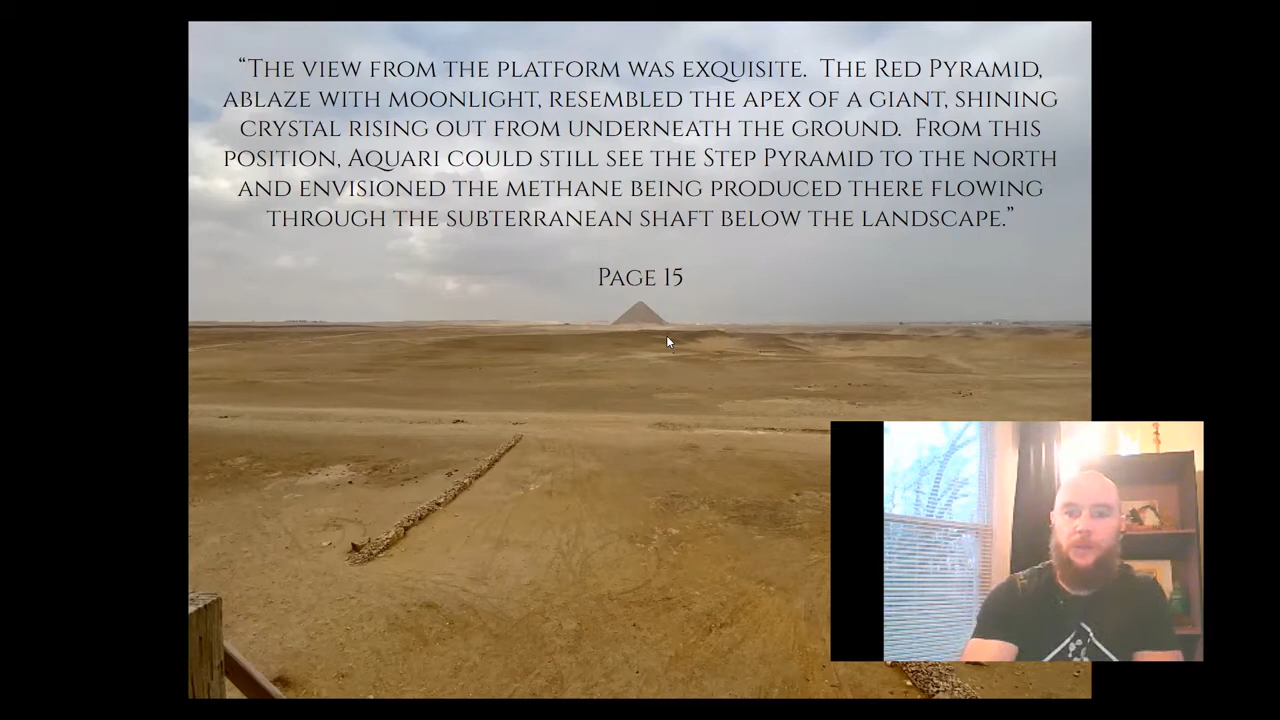 “The view from the platform was exquisite.  The Red Pyramid,
ablaze with moonlight, resembled the apex of a giant, shining
crystal rising out from underneath the ground.  From this
position, Aquari could still see the Step Pyramid to the north
and envisioned the methane being produced there flowing
through the subterranean shaft below the landscape.”
Page 15